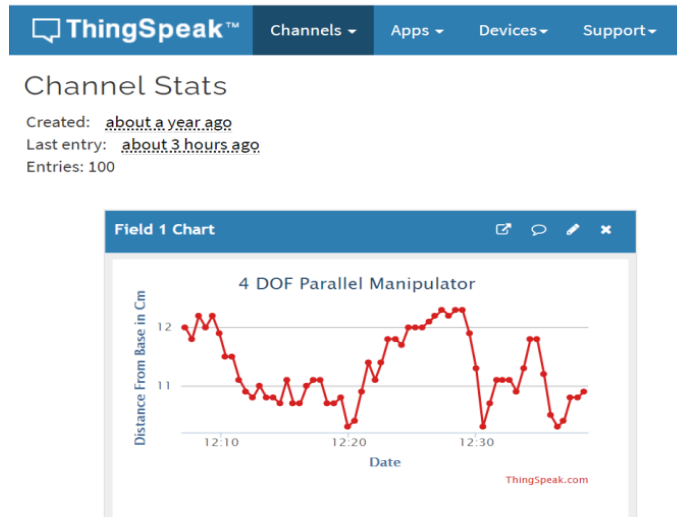 ThingSpeak™ Channels Apps Devices Support
Channel Stats
Created: about a year ago
Last entry: about 3 hours ago
Entries: 100
Field 1 Chart
4 DOF Parallel Manipulator
Distance From Base in Cm
12
11
12:10 12:20 12:30
Date
ThingSpeak.com